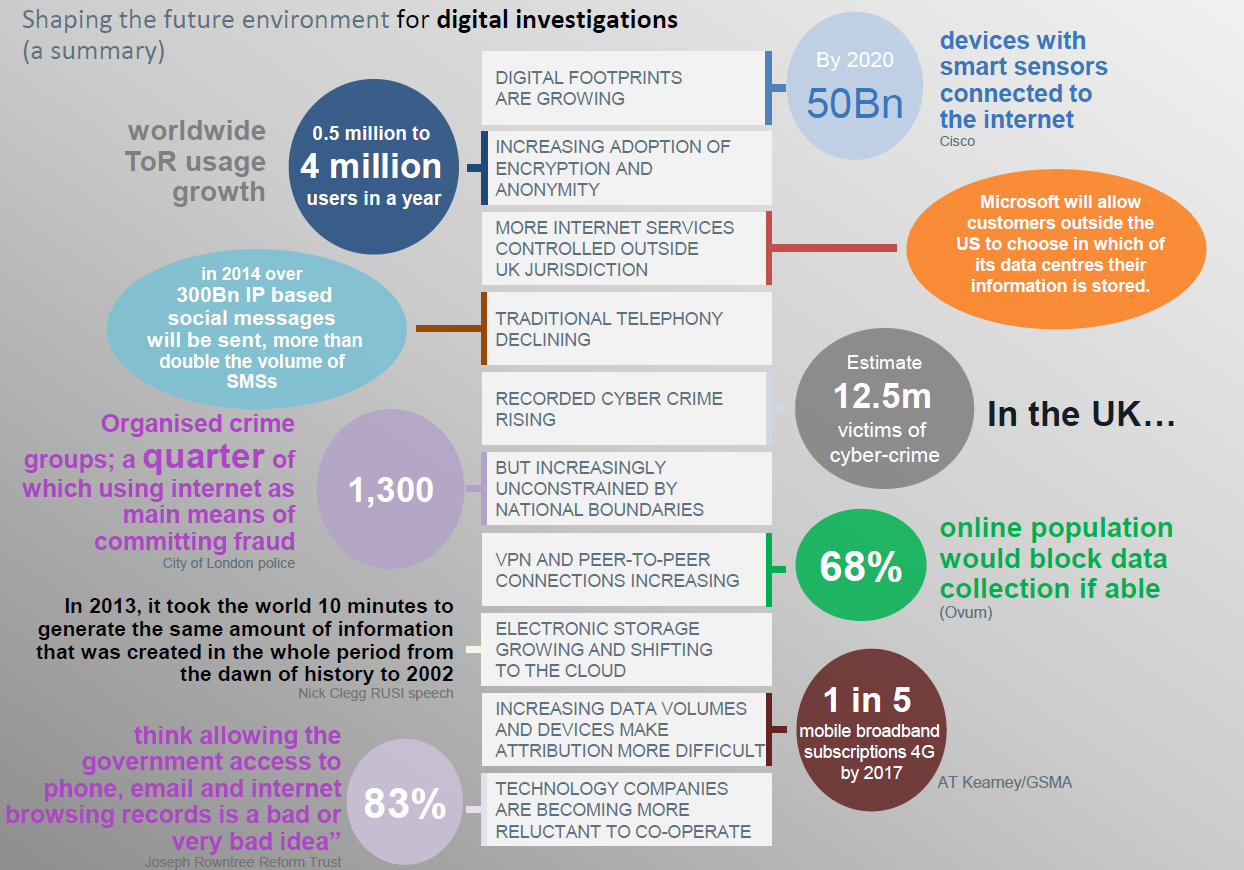 Shaping the future environment for digital investigations
(a summary)
DIGITAL FOOTPRINTS
ARE GROWING
By 2020
50Bn
devices with
smart sensors
connected to
the internet
Cisco
worldwide
ToR usage
growth
0.5 million to
4 million
users in a year
INCREASING ADOPTION OF
ENCRYPTION AND
ANONYMITY
MORE INTERNET SERVICES
CONTROLLED OUTSIDE
UK JURISDICTION
Microsoft will allow
customers outside the
US to choose in which of
its data centres their
information is stored.
in 2014 over
300Bn IP based
social messages
will be sent, more than
double the volume of
SMSs
TRADITIONAL TELEPHONY
DECLINING
RECORDED CYBER CRIME
RISING
Estimate
12.5m
victims of
cyber-crime
In the UK…
Organised crime
groups; a quarter of
which using internet as
main means of
committing fraud
City of London police
1,300
BUT INCREASINGLY
UNCONSTRAINED BY
NATIONAL BOUNDARIES
VPN AND PEER-TO-PEER
CONNECTIONS INCREASING
68%
online population
would block data
collection if able
(Ovum)
In 2013, it took the world 10 minutes to
generate the same amount of information
that was created in the whole period from
the dawn of history to 2002
Nick Clegg RUSI speech
ELECTRONIC STORAGE
GROWING AND SHIFTING
TO THE CLOUD
INCREASING DATA VOLUMES
AND DEVICES MAKE
ATTRIBUTION MORE DIFFICULT
1 in 5
mobile broadband
subscriptions 4G
by 2017
AT Kearney/GSMA
think allowing the
government access to
phone, email and internet
browsing records is a bad or
very bad idea”
Joseph Rowntree Reform Trust
83%
TECHNOLOGY COMPANIES
ARE BECOMING MORE
RELUCTANT TO CO-OPERATE